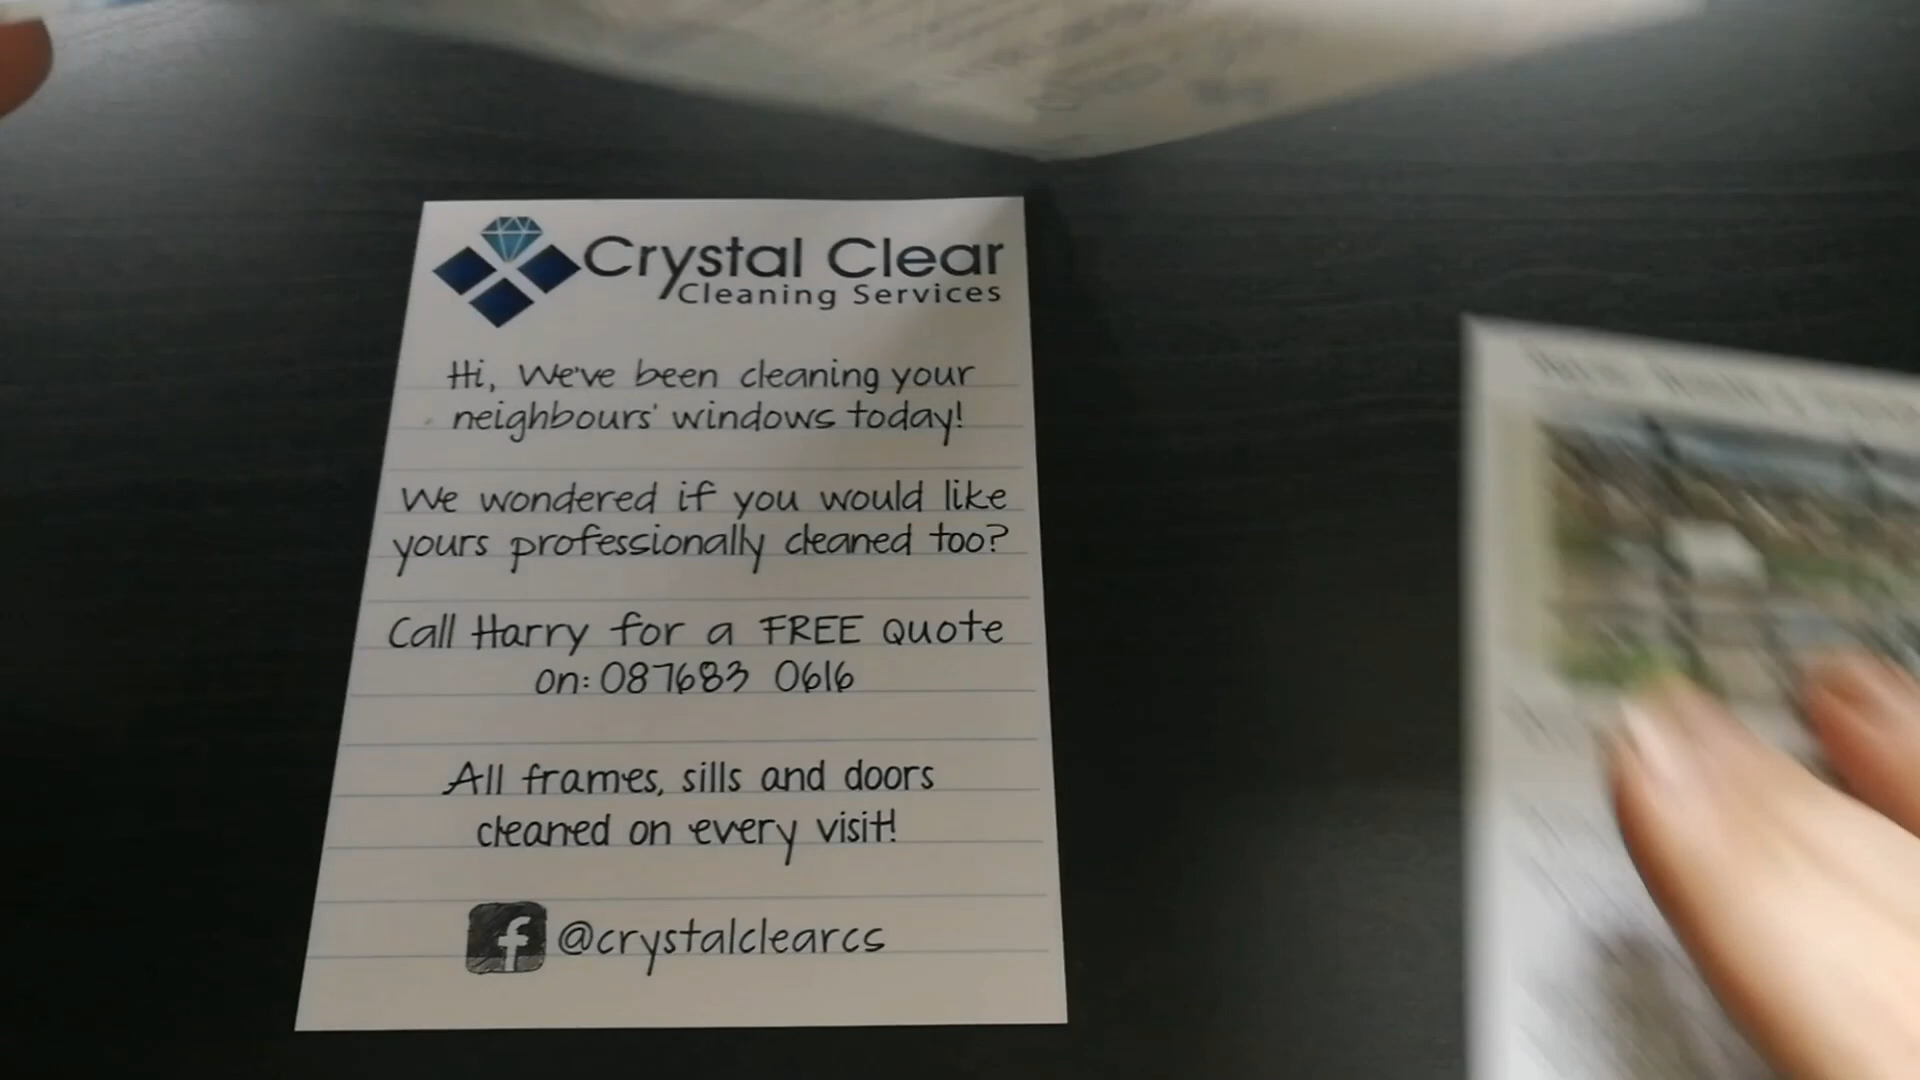 Crystal Clear
Cleaning Services
Hi, We've been cleaning your
neighbours' windows today!
We wondered if you would like
yours professionally cleaned too?
Call Harry for a FREE Quote
on: 087683 0616
All frames, sills and doors
cleaned on every visit!
f @crystalclearcs